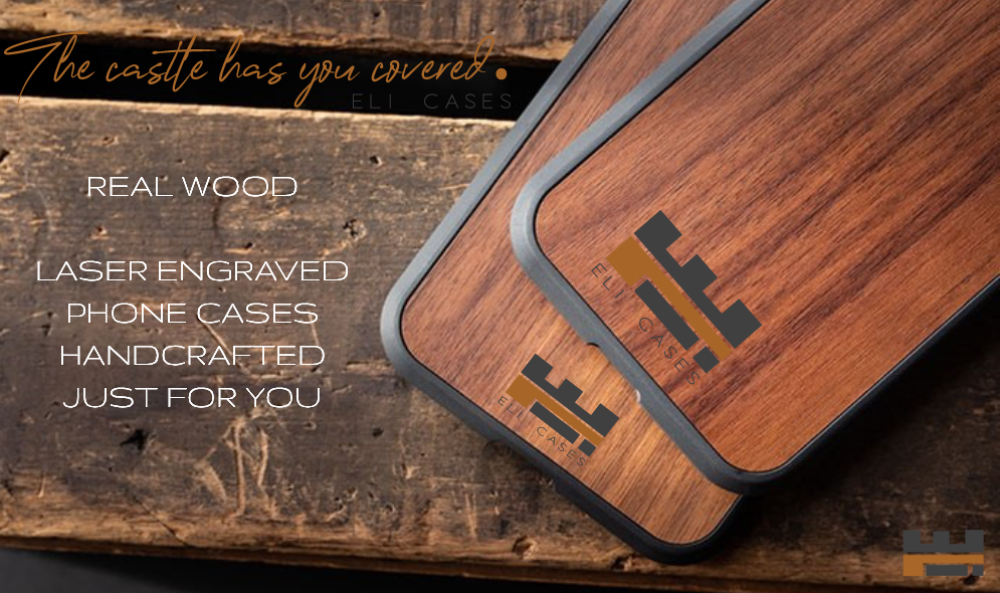 The castle has you covered.
ELI CASES
REAL WOOD
LASER ENGRAVED
PHONE CASES
HANDCRAFTED
JUST FOR YOU
ELI CASES
ELI CASES